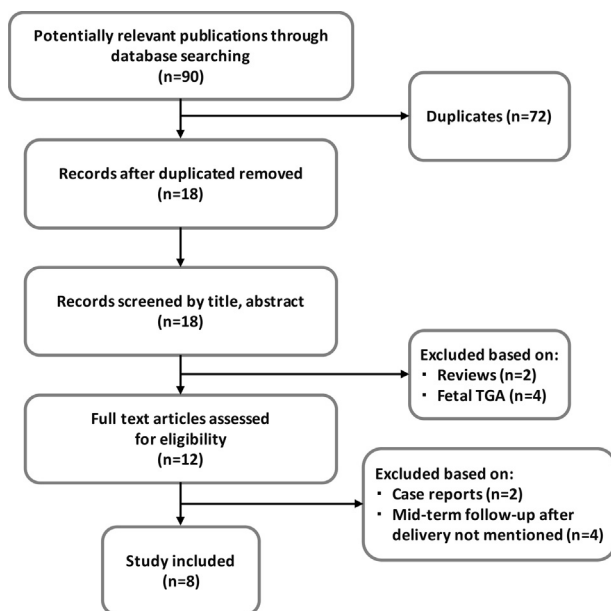 Potentially relevant publications through
database searching
(n=90)
Duplicates (n=72)
Records after duplicated removed
(n=18)
Records screened by title, abstract
(n=18)
Excluded based on:
・ Reviews (n=2)
・ Fetal TGA (n=4)
Full text articles assessed
for eligibility
(n=12)
Excluded based on:
・ Case reports (n=2)
・ Mid-term follow-up after
delivery not mentioned (n=4)
Study included
(n=8)